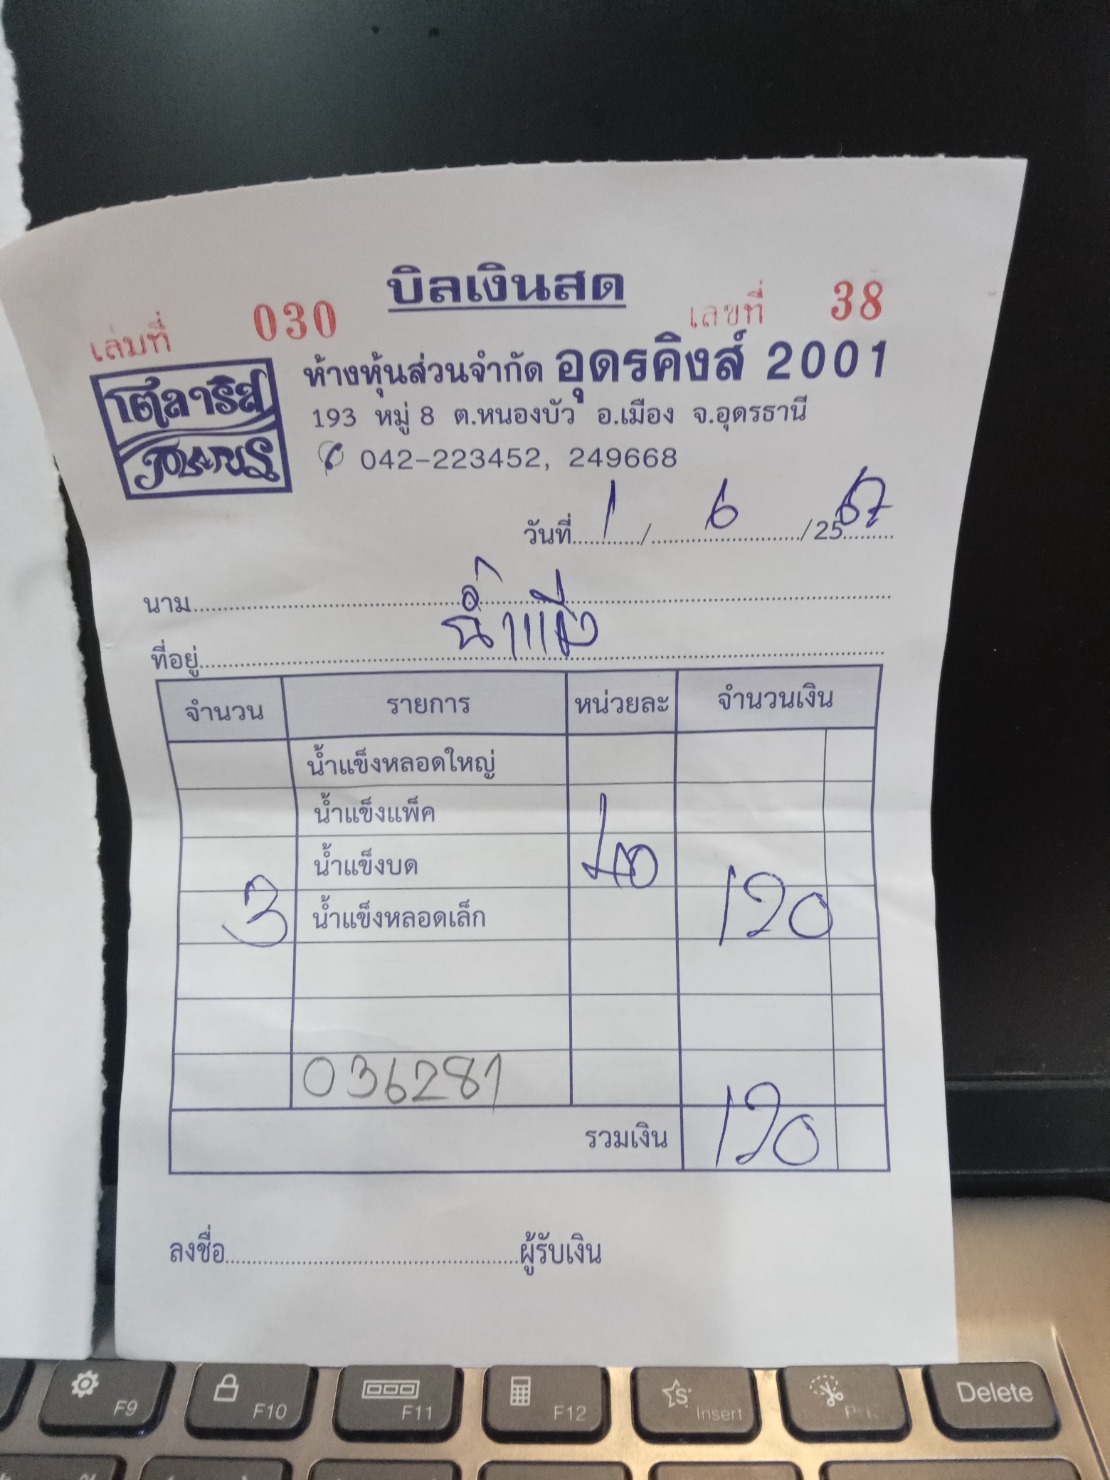 บิลเงินสด
เล่มที่ 030 เลขที่ 38
โตลาริส
ห้างหุ้นส่วนจำกัด อุดรคิงส์ 2001
193 หมู่ 8 ต.หนองบัว อ.เมือง จ.อุดรธานี
042-223452, 249668
วันที่ 1 / 6 / 2567
นาม
น้ำแข็ง
ที่อยู่
จำนวน รายการ หน่วยละ จำนวนเงิน
น้ำแข็งหลอดใหญ่
น้ำแข็งแพ็ค
น้ำแข็งบด 40
3 น้ำแข็งหลอดเล็ก 120
036281
รวมเงิน 120
ลงชื่อ ผู้รับเงิน
F9 F10 F11 F12 Insert Delete